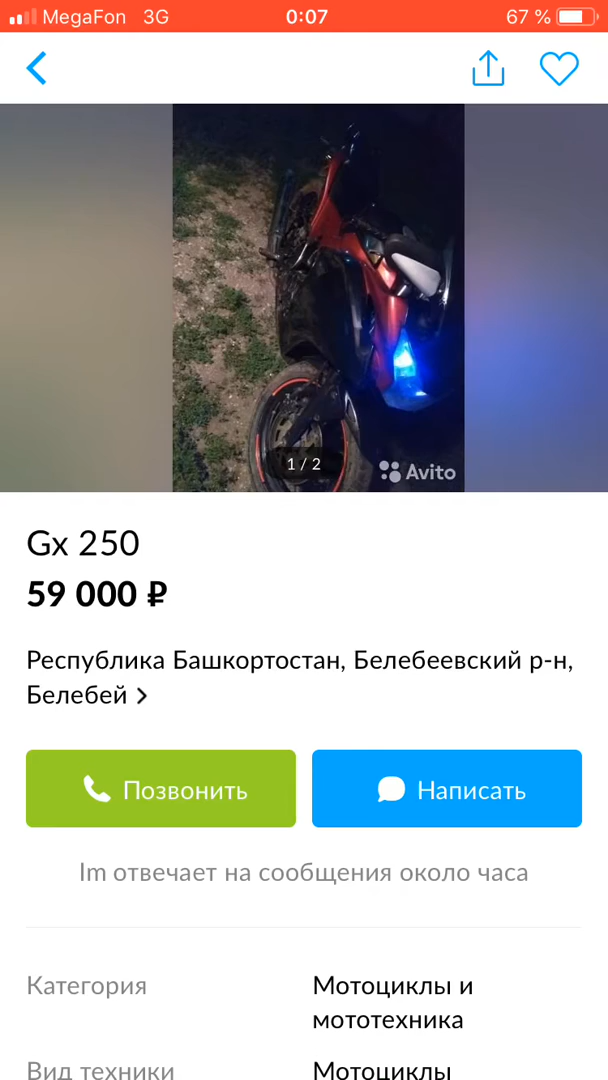 MegaFon 3G 0:07 67 %
1 / 2
Avito
Gx 250
59 000 ₽
Республика Башкортостан, Белебеевский р-н,
Белебей
Позвонить Написать
Im отвечает на сообщения около часа
Категория Мотоциклы и
мототехника
Вид техники Мотоциклы